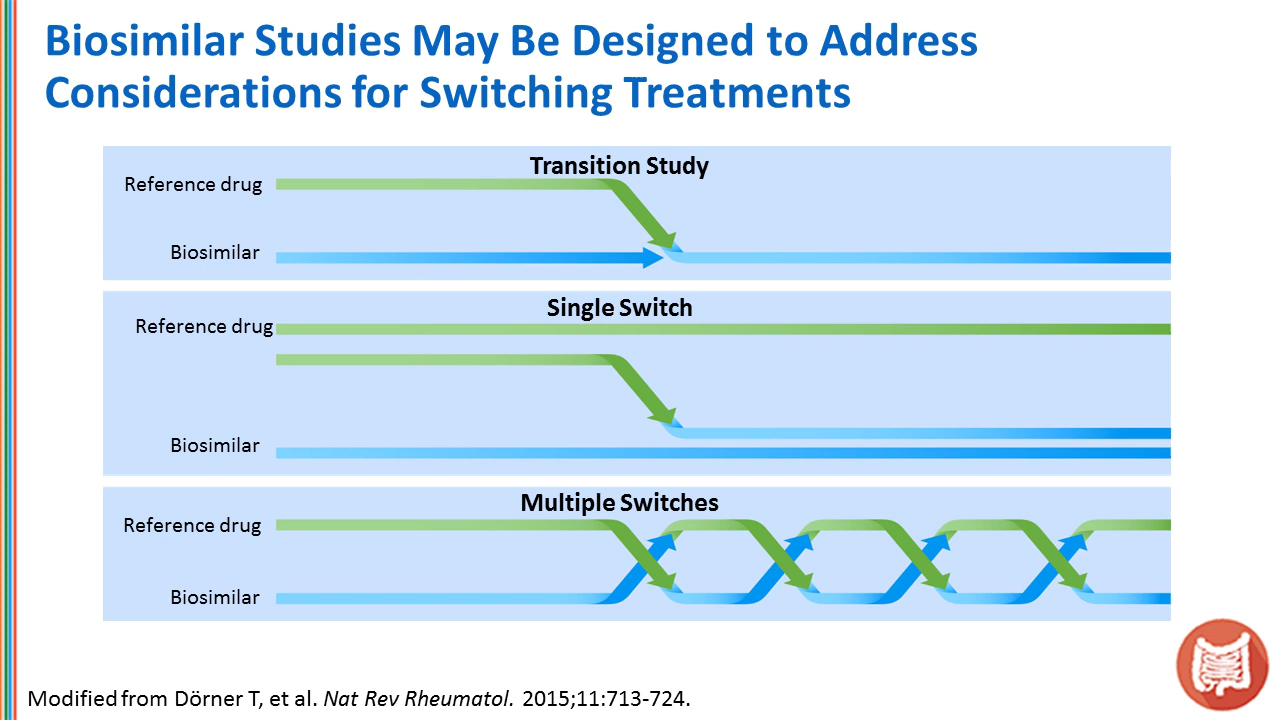 Biosimilar Studies May Be Designed to Address
Considerations for Switching Treatments
Transition Study
Reference drug
Biosimilar
Single Switch
Reference drug
Biosimilar
Multiple Switches
Reference drug
Biosimilar
Modified from Dörner T, et al. Nat Rev Rheumatol. 2015;11:713-724.